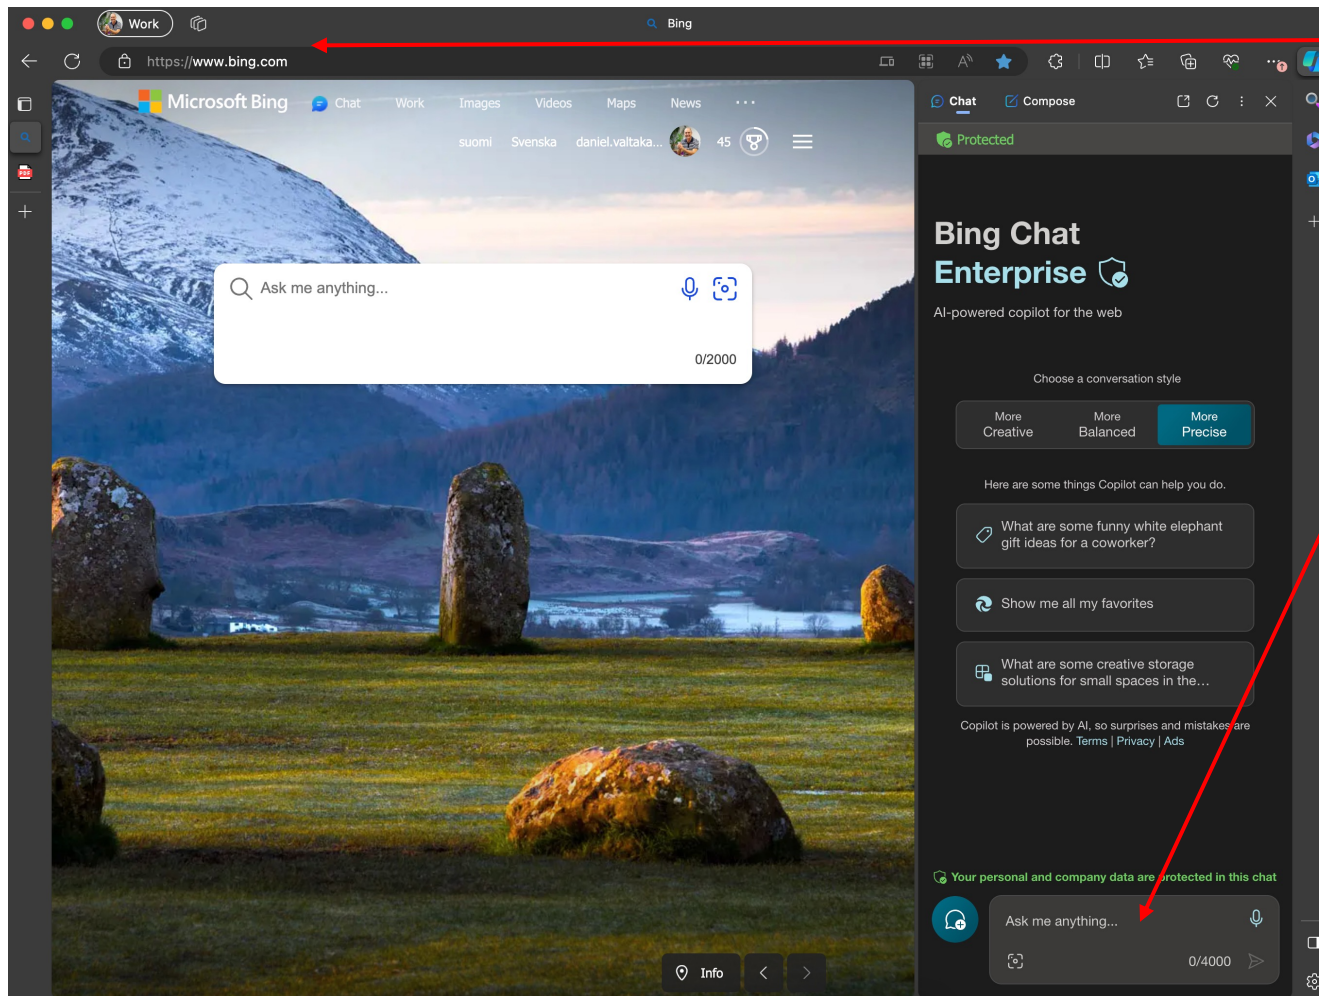 Work
Bing
https://www.bing.com
Microsoft Bing
Chat
Work
Images
Videos
Maps
News
suomi
Svenska
daniel.valtaka...
45
Ask me anything...
0/2000
Info
PDF
Chat
Compose
Protected
Bing Chat
Enterprise
AI-powered copilot for the web
Choose a conversation style
More
Creative
More
Balanced
More
Precise
Here are some things Copilot can help you do.
What are some funny white elephant
gift ideas for a coworker?
Show me all my favorites
What are some creative storage
solutions for small spaces in the...
Copilot is powered by AI, so surprises and mistakes are
possible. Terms | Privacy | Ads
Your personal and company data are protected in this chat
Ask me anything...
0/4000